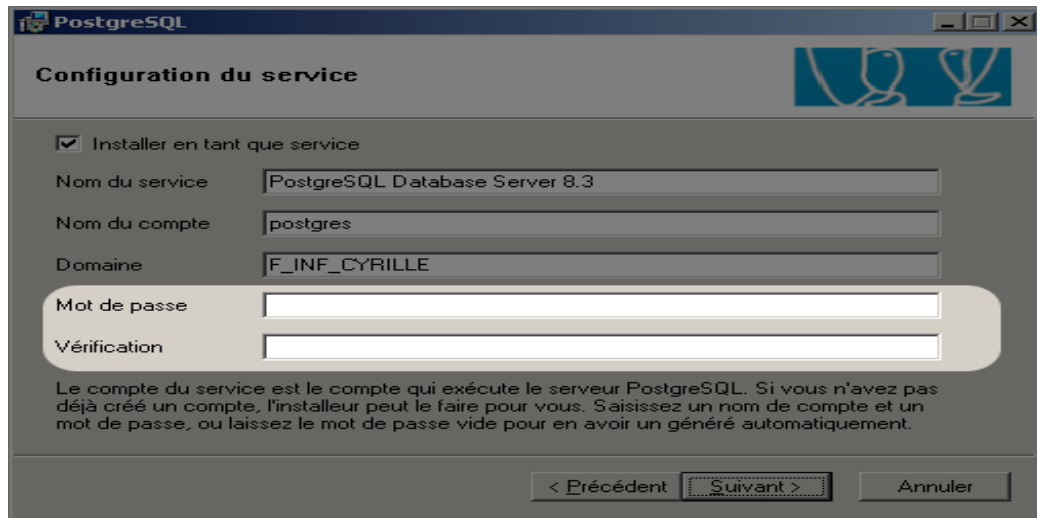 PostgreSQL
Configuration du service
Installer en tant que service
Nom du service PostgreSQL Database Server 8.3
Nom du compte postgres
Domaine F_INF_CYRILLE
Mot de passe
Vérification
Le compte du service est le compte qui exécute le serveur PostgreSQL. Si vous n'avez pas
déjà créé un compte, l'installeur peut le faire pour vous. Saisissez un nom de compte et un
mot de passe, ou laissez le mot de passe vide pour en avoir un généré automatiquement.
< Précédent Suivant > Annuler